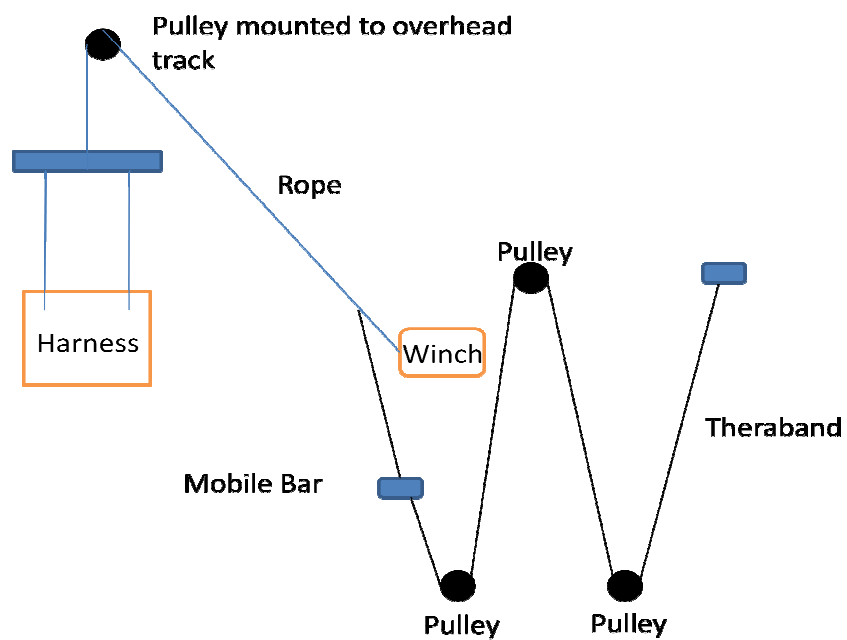 Pulley mounted to overhead
track
Rope
Pulley
Harness
Winch
Theraband
Mobile Bar
Pulley
Pulley